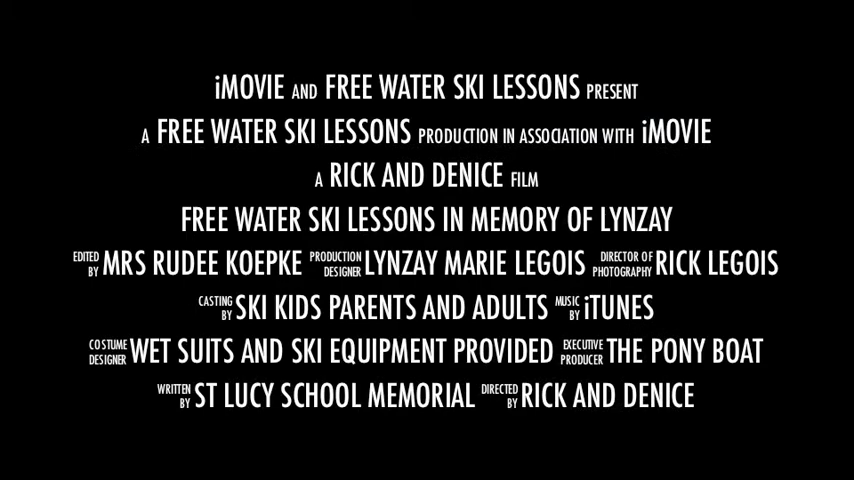 iMOVIE AND FREE WATER SKI LESSONS PRESENT
A FREE WATER SKI LESSONS PRODUCTION IN ASSOCIATION WITH iMOVIE
A RICK AND DENICE FILM
FREE WATER SKI LESSONS IN MEMORY OF LYNZAY
EDITED BY MRS RUDEE KOEPKE PRODUCTION DESIGNER LYNZAY MARIE LEGOIS DIRECTOR OF PHOTOGRAPHY RICK LEGOIS
CASTING BY SKI KIDS PARENTS AND ADULTS MUSIC BY iTUNES
COSTUME DESIGNER WET SUITS AND SKI EQUIPMENT PROVIDED EXECUTIVE PRODUCER THE PONY BOAT
WRITTEN BY ST LUCY SCHOOL MEMORIAL DIRECTED BY RICK AND DENICE